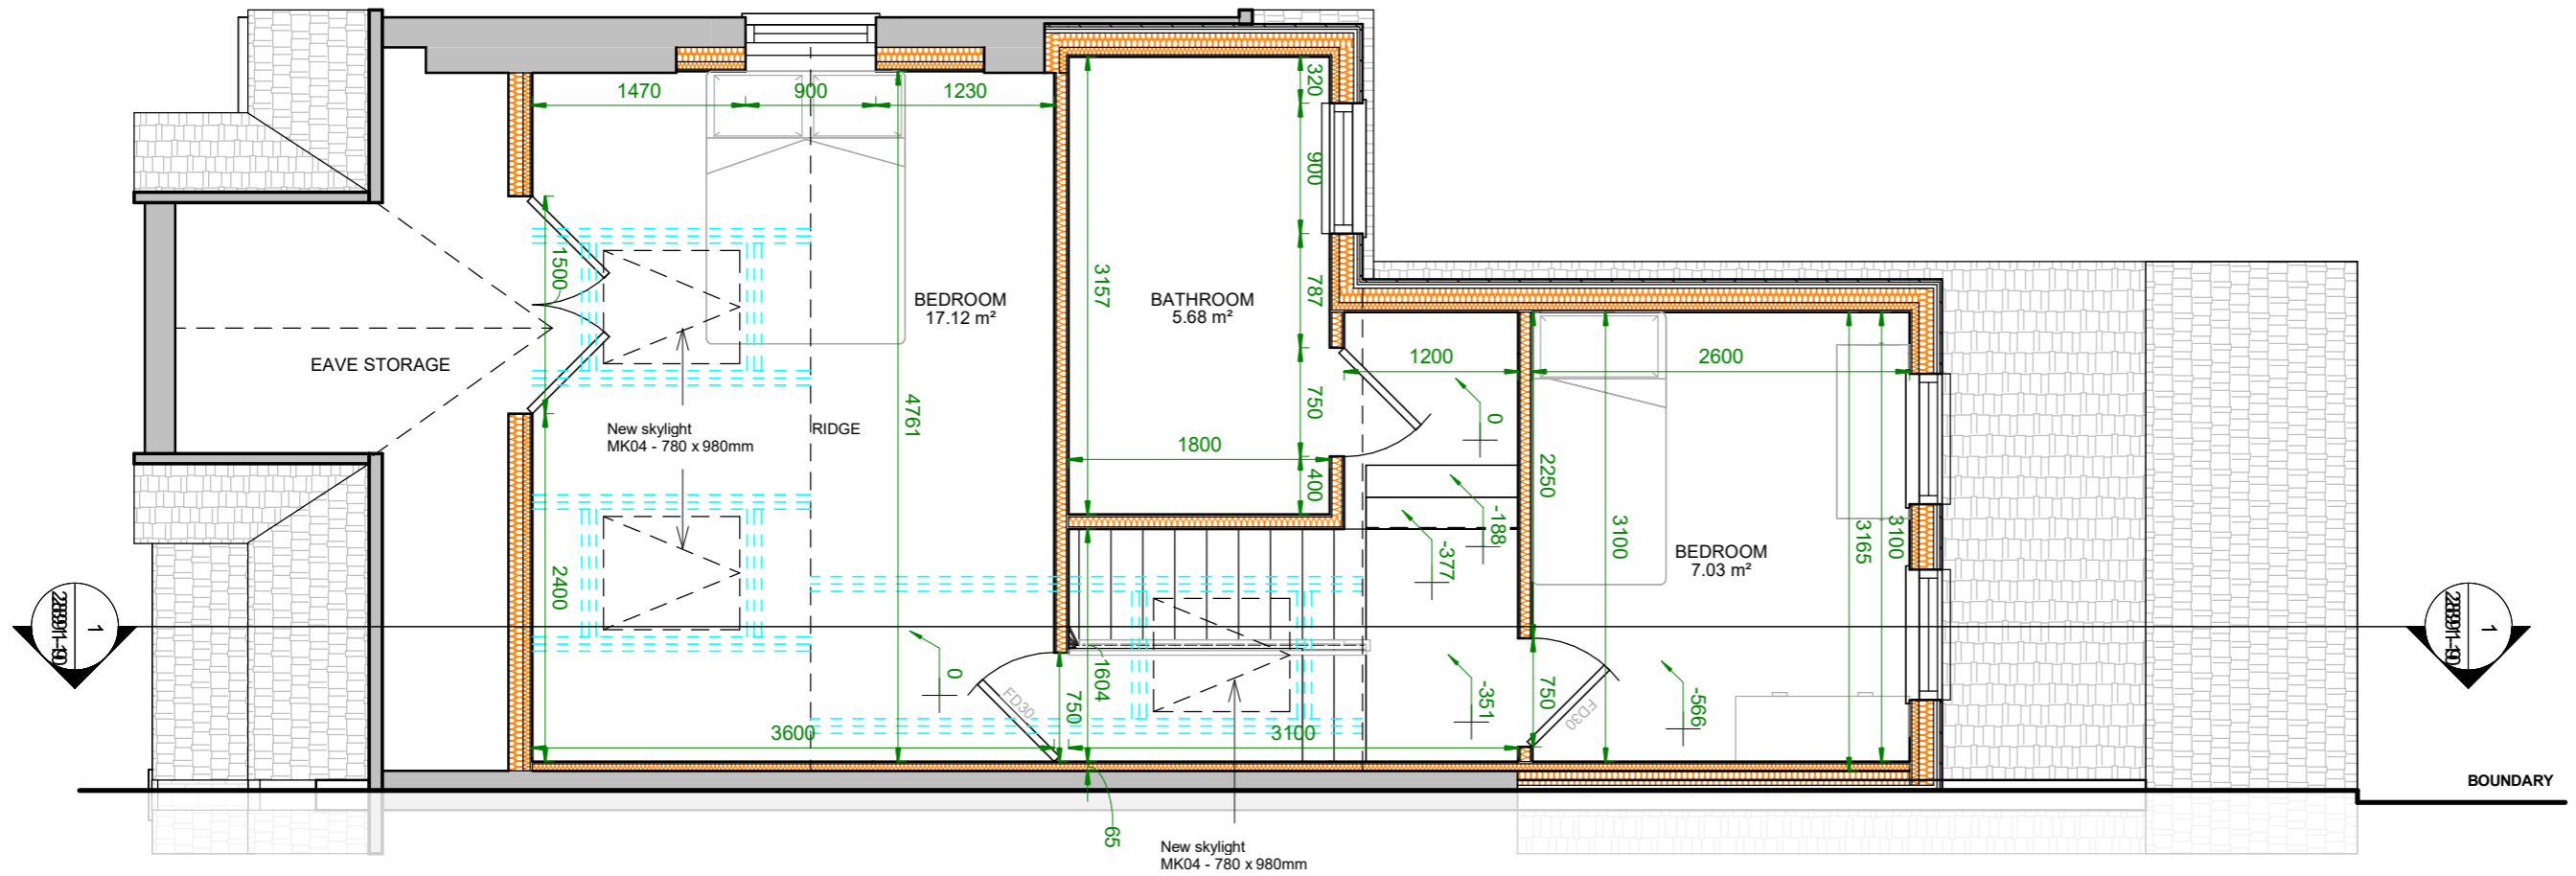 1470
900
1230
320
900
1500
3157
787
BEDROOM
17.12 m²
BATHROOM
5.68 m²
EAVE STORAGE
1200
2600
4761
750
0
New skylight
MK04 - 780 x 980mm
RIDGE
1800
400
2250
-188
3100
3165
3100
-377
BEDROOM
7.03 m²
2400
1
1
0
1604
750
FD30
-351
750
FD30
-566
3600
3100
BOUNDARY
65
New skylight
MK04 - 780 x 980mm